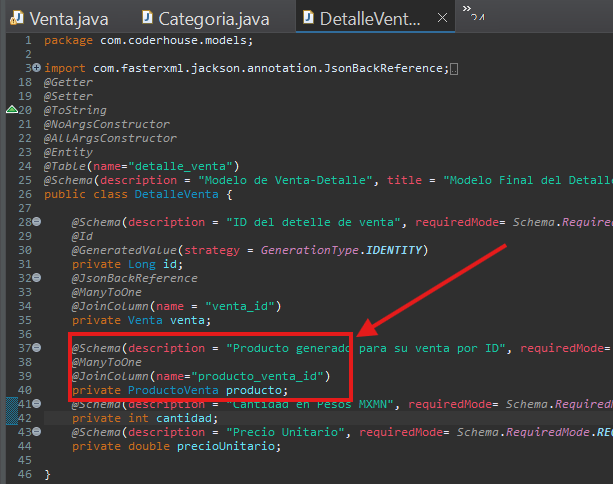 Venta.java Categoria.java DetalleVent... » 24
1 package com.coderhouse.models;
2
3 import com.fasterxml.jackson.annotation.JsonBackReference;
18 @Getter
19 @Setter
20 @ToString
21 @NoArgsConstructor
22 @AllArgsConstructor
23 @Entity
24 @Table(name="detalle_venta")
25 @Schema(description = "Modelo de Venta-Detalle", title = "Modelo Final del Detalle
26 public class DetalleVenta {
27
28 @Schema(description = "ID del detelle de venta", requiredMode= Schema.Required
29 @Id
30 @GeneratedValue(strategy = GenerationType.IDENTITY)
31 private Long id;
32 @JsonBackReference
33 @ManyToOne
34 @JoinColumn(name = "venta_id")
35 private Venta venta;
36
37 @Schema(description = "Producto generado para su venta por ID", requiredMode=
38 @ManyToOne
39 @JoinColumn(name="producto_venta_id")
40 private ProductoVenta producto;
41 @Schema(description = "Cantidad en Pesos MXMN", requiredMode= Schema.RequiredM
42 private int cantidad;
43 @Schema(description = "Precio Unitario", requiredMode= Schema.RequiredMode.REQ
44 private double precioUnitario;
45
46 }